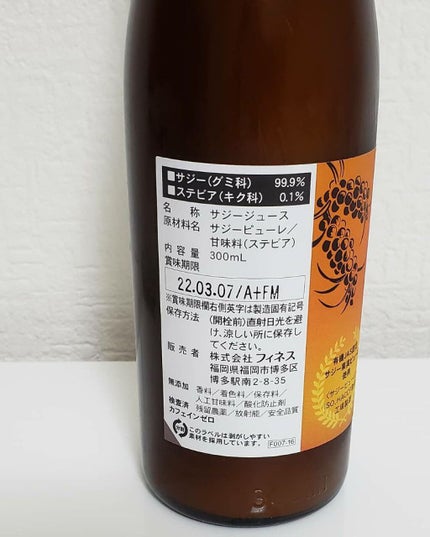 ■サジー(グミ科) 99.9%
■ステビア(キク科) 0.1%
名称 サジージュース
原材料名 サジーピューレ／
甘味料(ステビア)
内容量 300mL
賞味期限
22.03.07/A+FM
※賞味期限欄右側英字は製造固有記号
保存方法 (開栓前)直射日光を避
け、涼しい所に保存し
てください。
販売者 株式会社 フィネス
福岡県福岡市博多区
博多駅南2-8-35
無添加 香料／着色料／保存料／
人工甘味料／酸化防止剤
検査済 残留農薬／放射能／安全品質
カフェインゼロ
このラベルは剥がしやすい
素材を採用しています。 F007-16
有機JAS
サジー